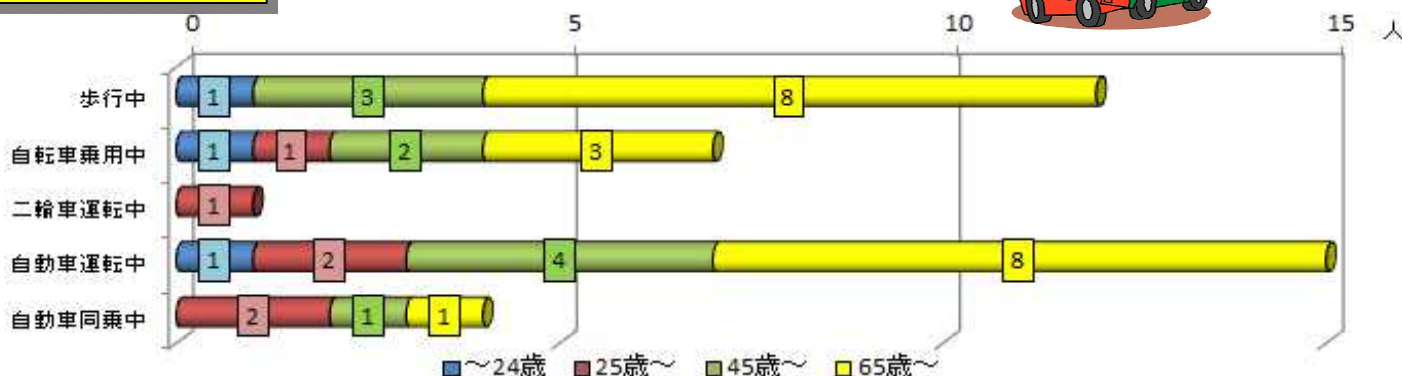 0 5 10 15 人
歩行中 1 3 8
自転車乗用中 1 1 2 3
二輪車運転中 1
自動車運転中 1 2 4 8
自動車同乗中 2 1 1
～24歳 25歳～ 45歳～ 65歳～